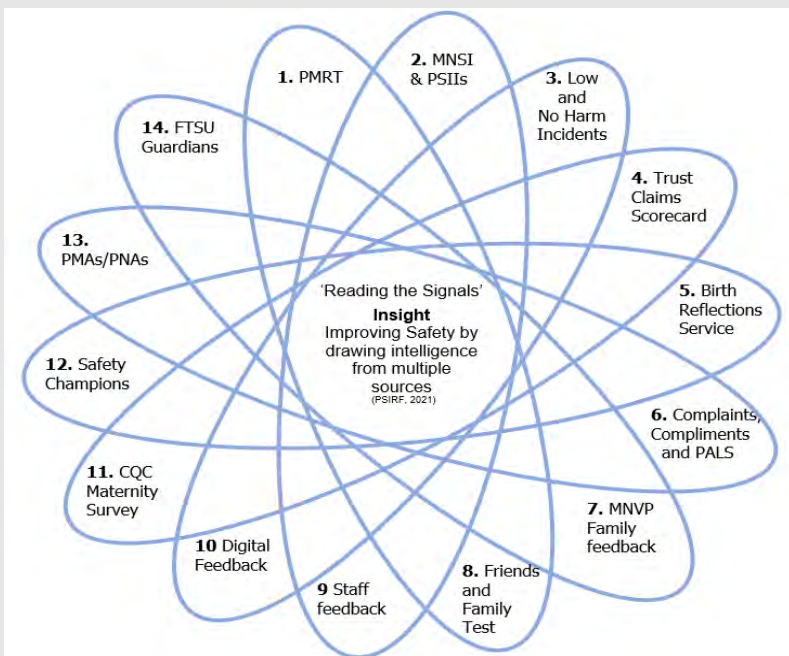 1. PMRT
2. MNSI
& PSIIs
3. Low
and
No Harm
Incidents
4. Trust
Claims
Scorecard
5. Birth
Reflections
Service
6. Complaints,
Compliments
and PALS
7. MNVP
Family
feedback
8. Friends
and
Family
Test
9 Staff
feedback
10 Digital
Feedback
11. CQC
Maternity
Survey
12. Safety
Champions
13.
PMAs/PNAs
14. FTSU
Guardians
'Reading the Signals'
Insight
Improving Safety by
drawing intelligence
from multiple
sources
(PSIRF, 2021)